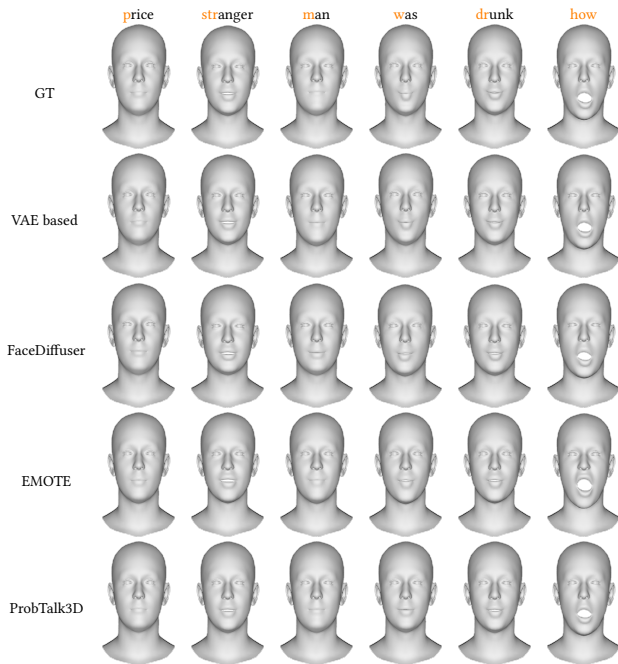 price stranger man was drunk how
GT
VAE based
FaceDiffuser
EMOTE
ProbTalk3D